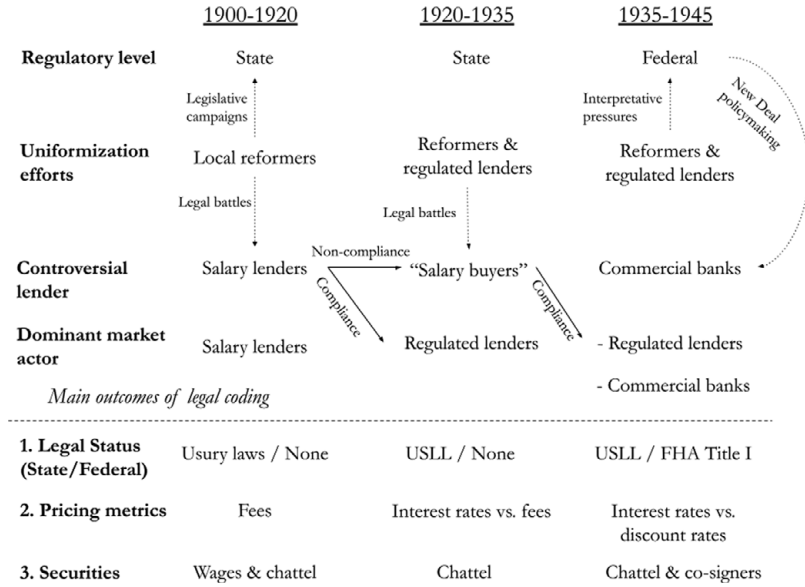 1900-1920 1920-1935 1935-1945
Regulatory level State State Federal
Legislative
campaigns
Interpretative
pressures
New Deal
policymaking
Uniformization
efforts
Local reformers
Reformers &
regulated lenders
Reformers &
regulated lenders
Legal battles
Legal battles
Controversial
lender
Salary lenders
Non-compliance
Compliance
“Salary buyers”
Compliance
Commercial banks
Dominant market
actor
Salary lenders
Regulated lenders
- Regulated lenders
- Commercial banks
Main outcomes of legal coding
1. Legal Status
(State/Federal)
Usury laws / None
USLL / None
USLL / FHA Title I
2. Pricing metrics
Fees
Interest rates vs. fees
Interest rates vs.
discount rates
3. Securities
Wages & chattel
Chattel
Chattel & co-signers